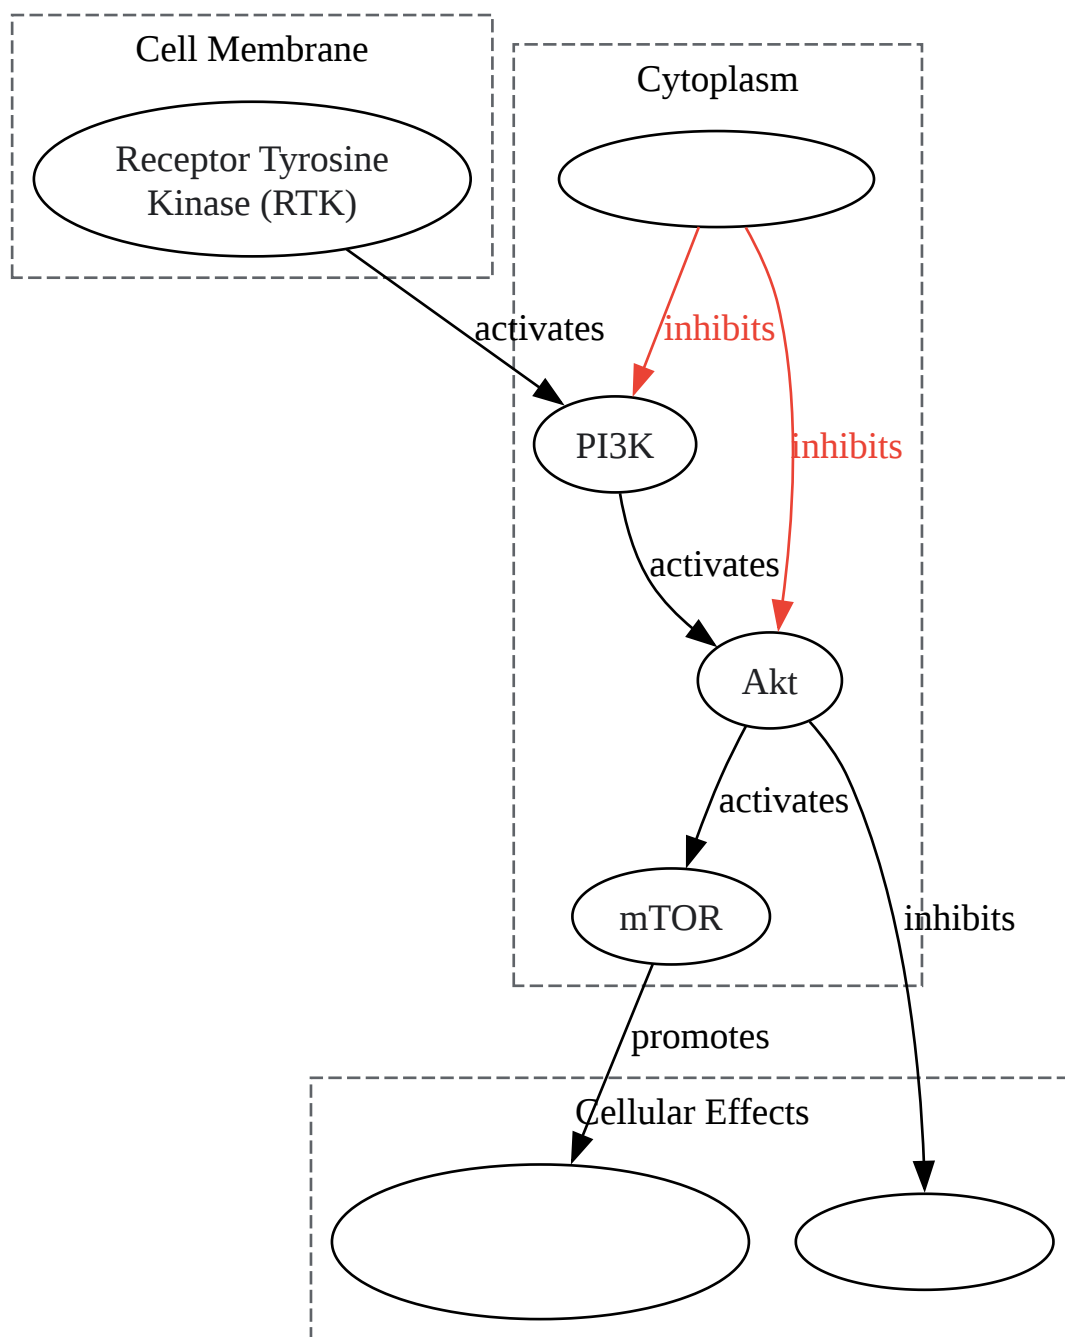 Cell Membrane
Receptor Tyrosine
Kinase (RTK)
Cytoplasm
activates
inhibits
PI3K
inhibits
activates
Akt
activates
mTOR
inhibits
promotes
Cellular Effects